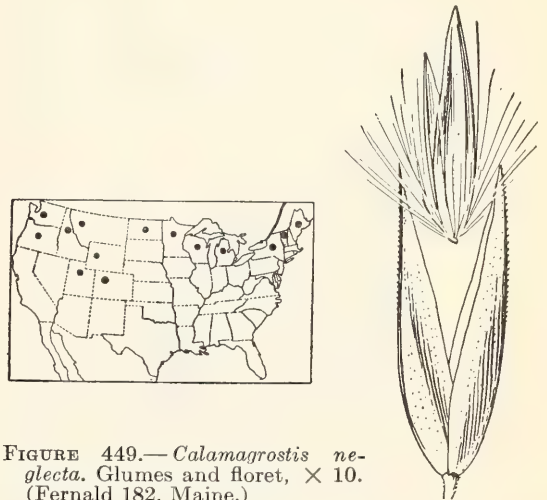 FIGURE 449.—Calamagrostis ne-
glecta. Glumes and floret, × 10.
(Fernald 182, Maine.)